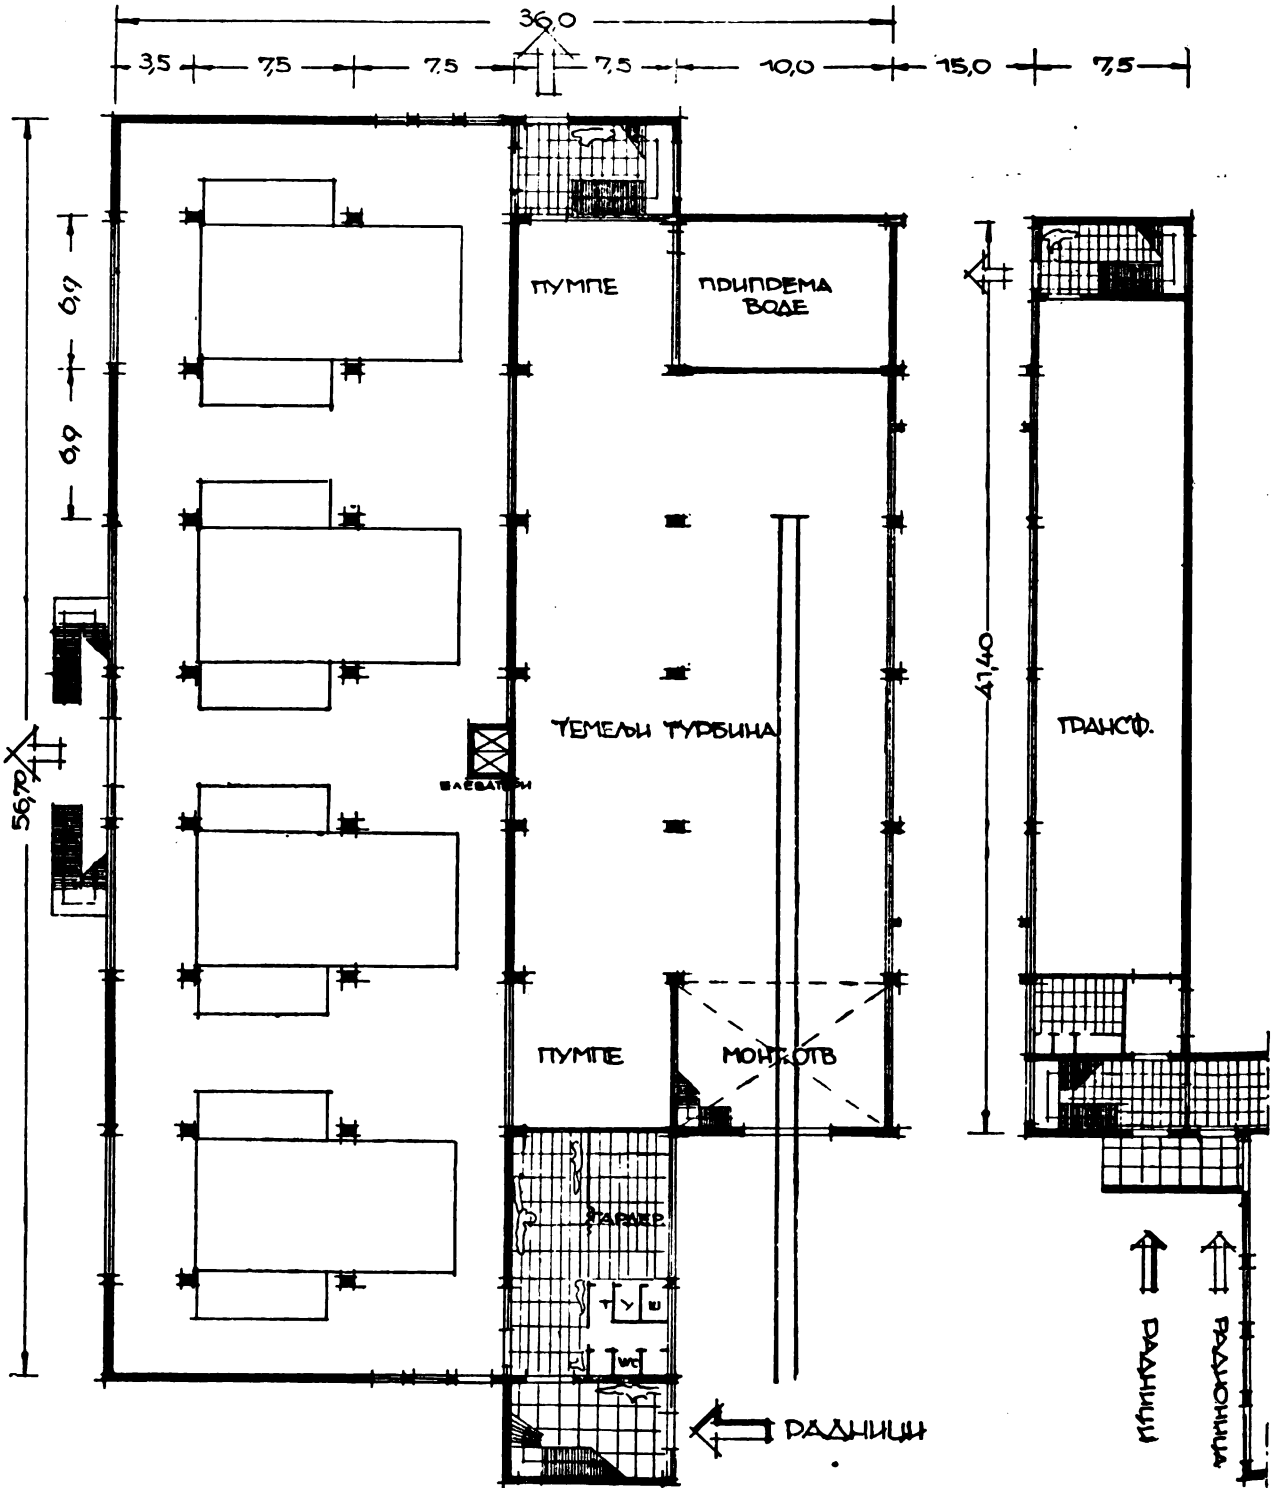 36,0
3,5 7,5 7,5 7,5 10,0 15,0 7,5
6,9
6,9
56,70
41,40
ПУМПЕ
ПРИПРЕМА
ВОДЕ
ТЕМЕЉИ ТУРБИНА
ЕЛЕВАТОРИ
ТРАНСФ.
ПУМПЕ
МОНТ. ОТВ
ГАРДЕР.
Т У Ш
WC
РАДНИЦИ
РАДНИЦИ
РАДИОНИЦА